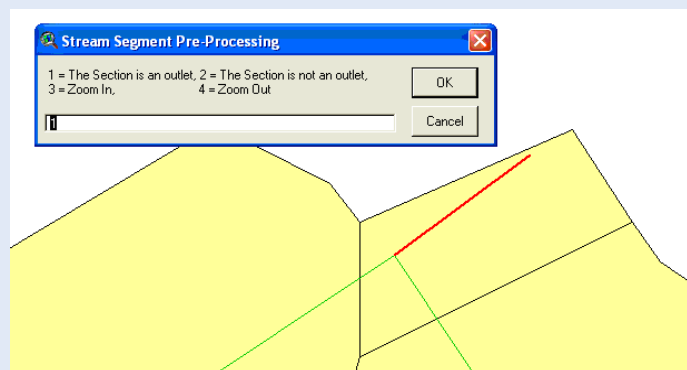 Stream Segment Pre-Processing
1 = The Section is an outlet, 2 = The Section is not an outlet,
3 = Zoom In, 4 = Zoom Out
OK
1
Cancel